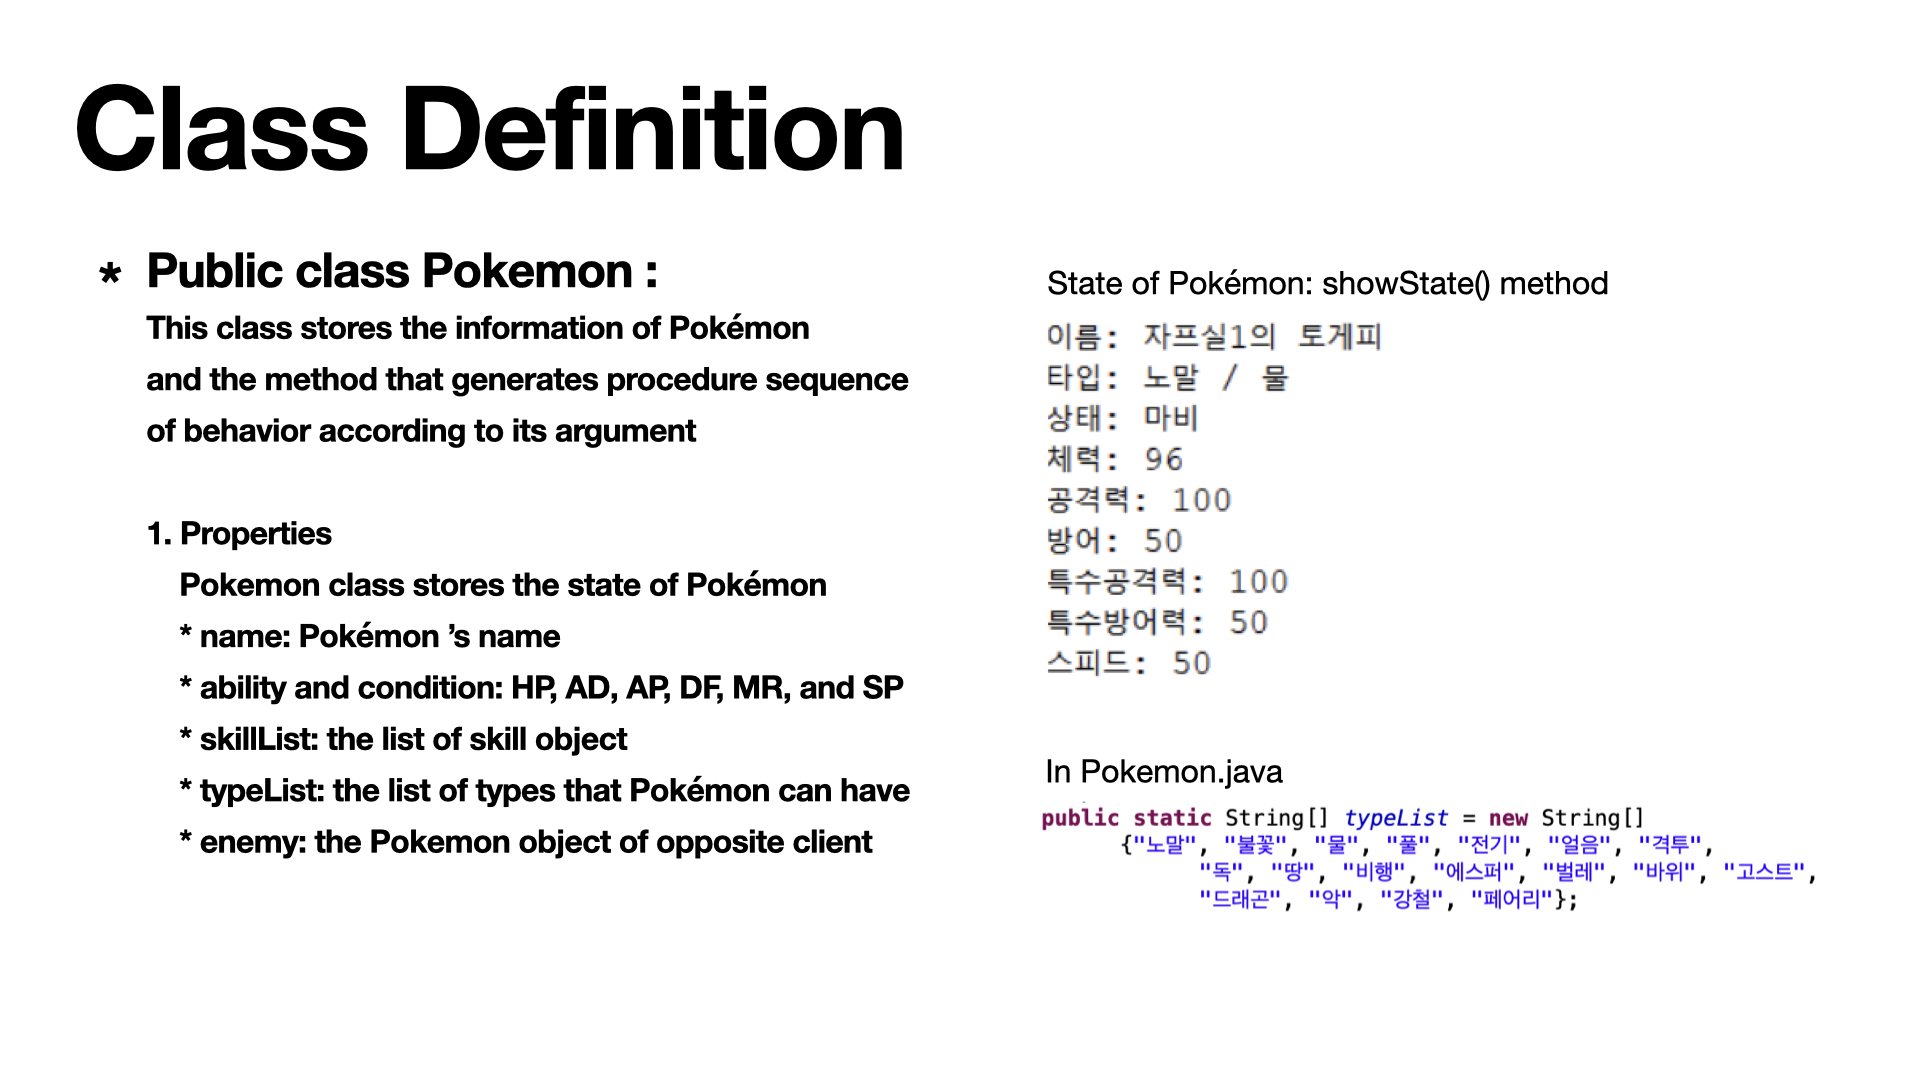 Class Definition
* Public class Pokemon :
This class stores the information of Pokémon
and the method that generates procedure sequence
of behavior according to its argument
1. Properties
Pokemon class stores the state of Pokémon
* name: Pokémon ’s name
* ability and condition: HP, AD, AP, DF, MR, and SP
* skillList: the list of skill object
* typeList: the list of types that Pokémon can have
* enemy: the Pokemon object of opposite client
State of Pokémon: showState() method
이름: 자프실1의 토게피
타입: 노말 / 물
상태: 마비
체력: 96
공격력: 100
방어: 50
특수공격력: 100
특수방어력: 50
스피드: 50
In Pokemon.java
public static String[] typeList = new String[]
{"노말", "불꽃", "물", "풀", "전기", "얼음", "격투",
"독", "땅", "비행", "에스퍼", "벌레", "바위", "고스트",
"드래곤", "악", "강철", "페어리"};